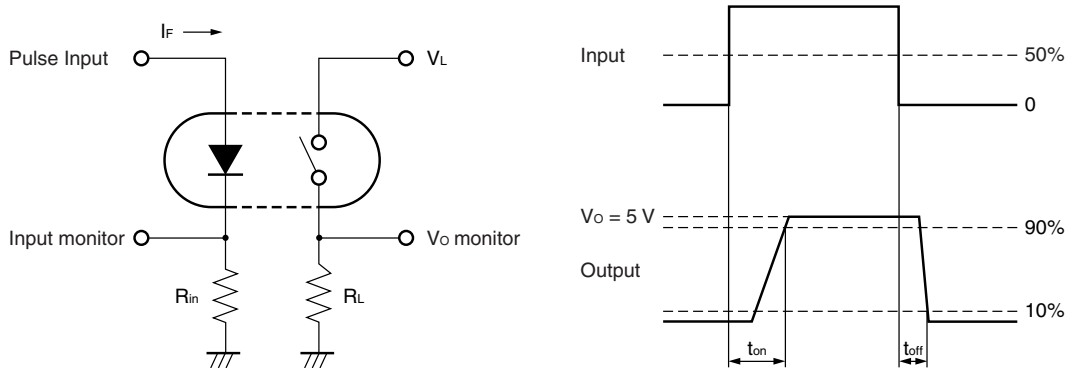 IF
Pulse Input
VL
Input monitor
VO monitor
Rin
RL
Input
50%
0
VO = 5 V
90%
Output
10%
ton
toff